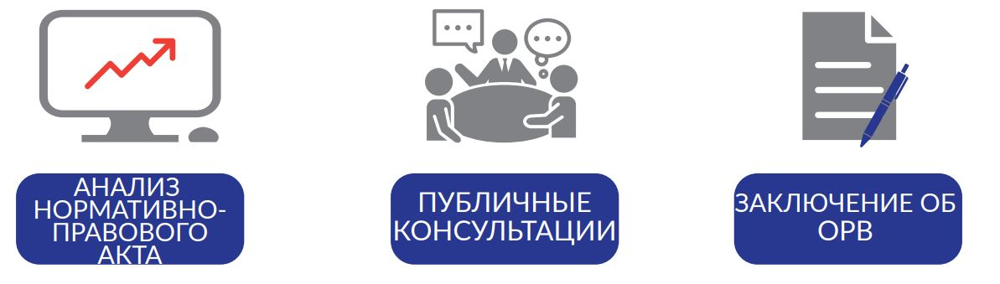 АНАЛИЗ
НОРМАТИВНО-
ПРАВОВОГО
АКТА
ПУБЛИЧНЫЕ
КОНСУЛЬТАЦИИ
ЗАКЛЮЧЕНИЕ ОБ
ОРВ